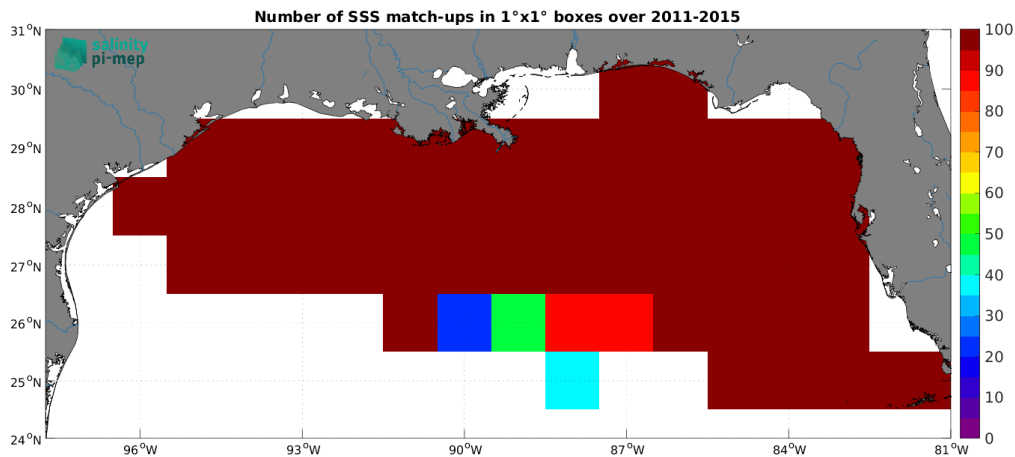 Number of SSS match-ups in 1°x1° boxes over 2011-2015
salinity
pi-mep
31°N
30°N
29°N
28°N
27°N
26°N
25°N
24°N
96°W
93°W
90°W
87°W
84°W
81°W
100
90
80
70
60
50
40
30
20
10
0